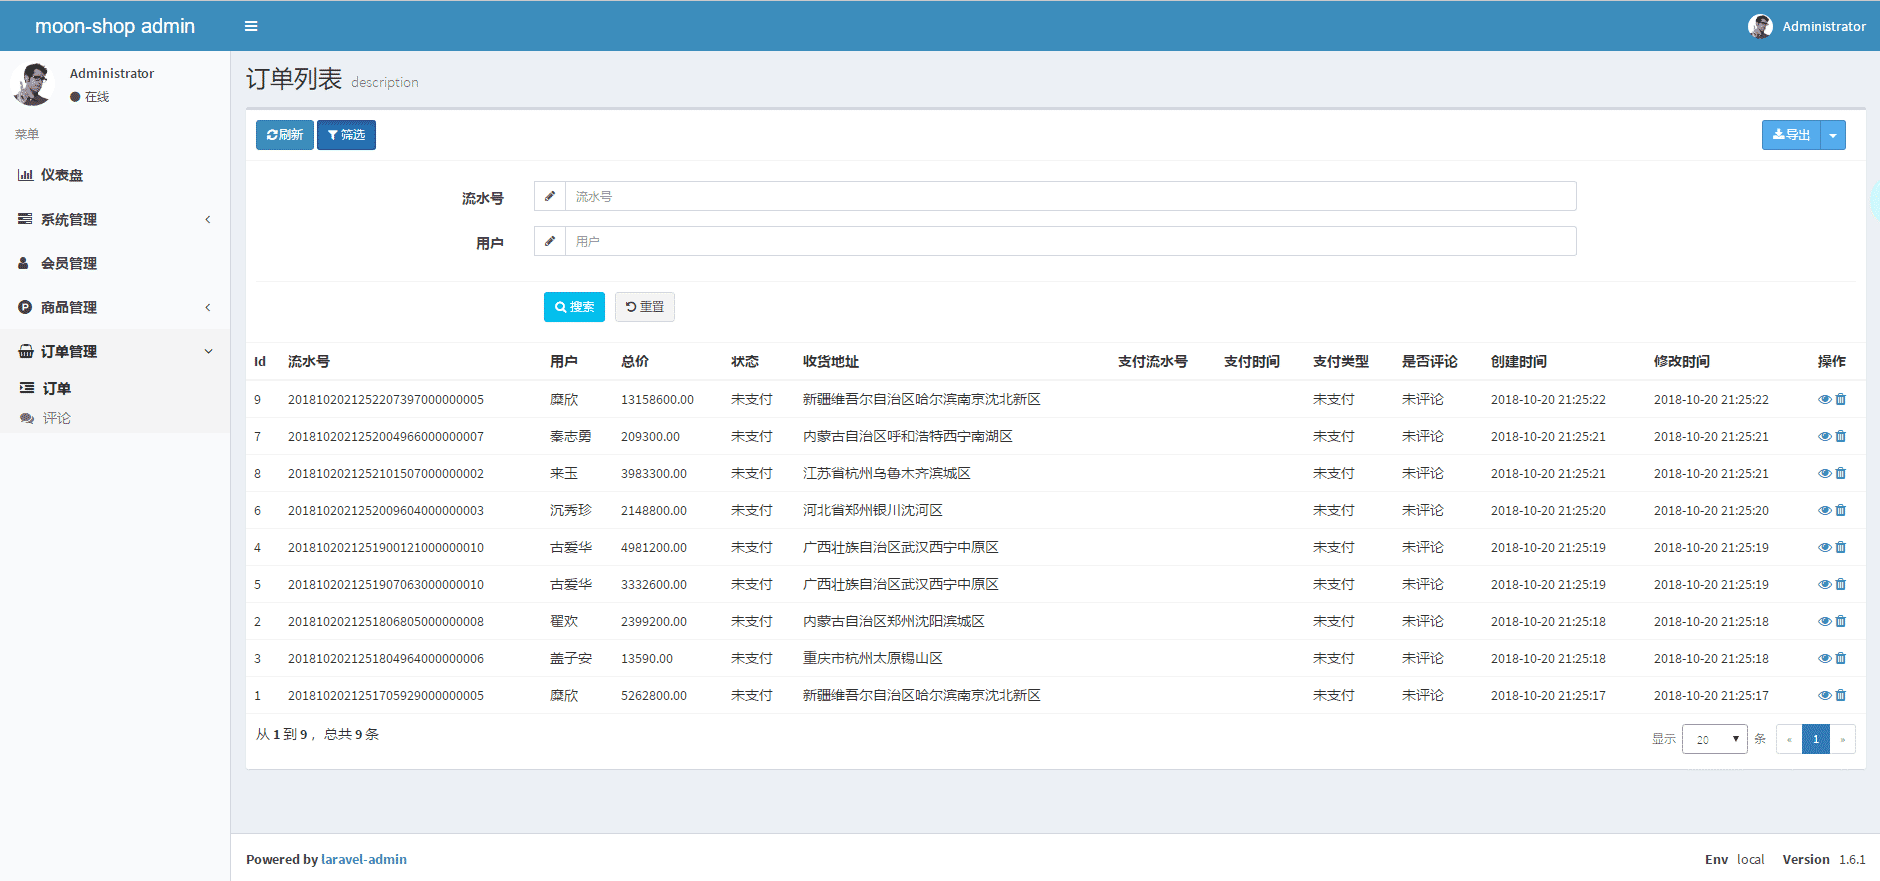 moon-shop admin
Administrator
Administrator
在线
菜单
仪表盘
系统管理
会员管理
商品管理
订单管理
订单
评论
订单列表 description
刷新 筛选 导出
流水号 流水号
用户 用户
搜索 重置
Id 流水号 用户 总价 状态 收货地址 支付流水号 支付时间 支付类型 是否评论 创建时间 修改时间 操作
9 2018102021252207397000000005 糜欣 13158600.00 未支付 新疆维吾尔自治区哈尔滨南京沈北新区 未支付 未评论 2018-10-20 21:25:22 2018-10-20 21:25:22
7 2018102021252004966000000007 秦志勇 209300.00 未支付 内蒙古自治区呼和浩特西宁南湖区 未支付 未评论 2018-10-20 21:25:21 2018-10-20 21:25:21
8 2018102021252101507000000002 来玉 3983300.00 未支付 江苏省杭州乌鲁木齐滨城区 未支付 未评论 2018-10-20 21:25:21 2018-10-20 21:25:21
6 2018102021252009604000000003 沉秀珍 2148800.00 未支付 河北省郑州银川沈河区 未支付 未评论 2018-10-20 21:25:20 2018-10-20 21:25:20
4 2018102021251900121000000010 古爱华 4981200.00 未支付 广西壮族自治区武汉西宁中原区 未支付 未评论 2018-10-20 21:25:19 2018-10-20 21:25:19
5 2018102021251907063000000010 古爱华 3332600.00 未支付 广西壮族自治区武汉西宁中原区 未支付 未评论 2018-10-20 21:25:19 2018-10-20 21:25:19
2 2018102021251806805000000008 翟欢 2399200.00 未支付 内蒙古自治区郑州沈阳滨城区 未支付 未评论 2018-10-20 21:25:18 2018-10-20 21:25:18
3 2018102021251804964000000006 盖子安 13590.00 未支付 重庆市杭州太原锡山区 未支付 未评论 2018-10-20 21:25:18 2018-10-20 21:25:18
1 2018102021251705929000000005 糜欣 5262800.00 未支付 新疆维吾尔自治区哈尔滨南京沈北新区 未支付 未评论 2018-10-20 21:25:17 2018-10-20 21:25:17
从 1 到 9 ，总共 9 条 显示 20 条 « 1 »
Powered by laravel-admin Env local Version 1.6.1